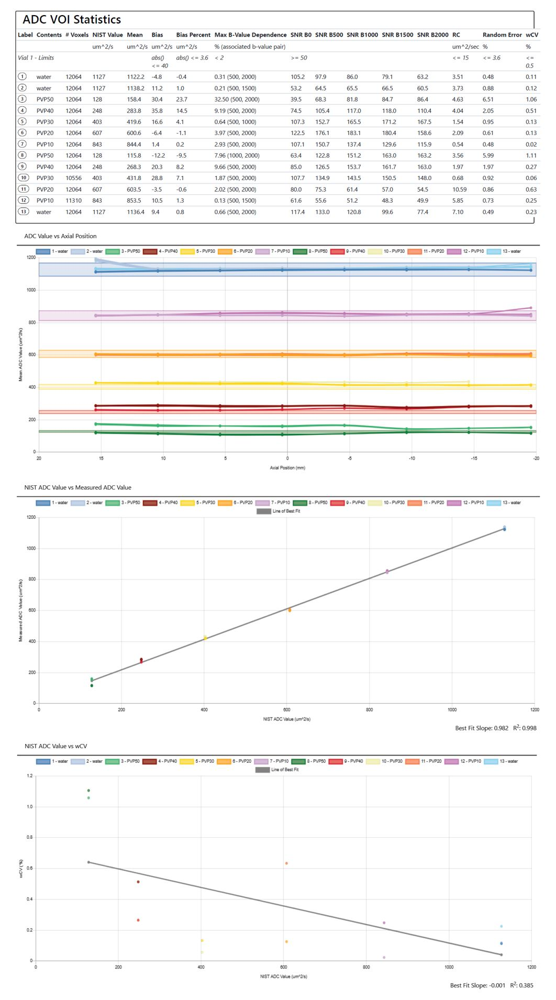 ADC VOI Statistics
Label Contents # Voxels NIST Value Mean Bias Bias Percent Max B-Value Dependence SNR B0 SNR B500 SNR B1000 SNR B1500 SNR B2000 RC Random Error wCV
um^2/s um^2/s um^2/s um^2/s % (associated b-value pair) um^2/sec % %
Vial 1 - Limits abs() <= 40 abs() <= 3.6 < 2 >= 50 <= 15 <= 3.6 <= 0.5
1 water 12064 1127 1122.2 -4.8 -0.4 0.31 (500, 2000) 105.2 97.9 86.0 79.1 63.2 3.51 0.48 0.11
2 water 12064 1127 1138.2 11.2 1.0 0.21 (500, 1500) 53.2 64.5 65.5 66.5 60.5 3.73 0.88 0.12
3 PVP50 12064 128 158.4 30.4 23.7 32.50 (500, 2000) 39.5 68.3 81.8 84.7 86.4 4.63 6.51 1.06
4 PVP40 12064 248 283.8 35.8 14.5 9.19 (500, 2000) 74.5 105.4 117.0 118.0 110.4 4.04 2.05 0.51
5 PVP30 12064 403 419.6 16.6 4.1 0.64 (500, 1000) 107.3 152.7 165.5 171.2 167.5 1.54 0.95 0.13
6 PVP20 12064 607 600.6 -6.4 -1.1 3.97 (500, 2000) 122.5 176.1 183.1 180.4 158.6 2.09 0.61 0.13
7 PVP10 12064 843 844.4 1.4 0.2 2.93 (500, 2000) 107.1 150.7 137.4 129.6 115.9 0.54 0.48 0.02
8 PVP50 12064 128 115.8 -12.2 -9.5 7.96 (1000, 2000) 63.4 122.8 151.2 163.0 163.2 3.56 5.99 1.11
9 PVP40 12064 248 268.3 20.3 8.2 9.66 (500, 2000) 85.0 126.5 153.7 161.7 163.0 1.97 1.97 0.27
10 PVP30 10556 403 431.8 28.8 7.1 1.87 (500, 2000) 107.7 134.9 143.5 150.5 148.0 0.68 0.92 0.06
11 PVP20 12064 607 603.5 -3.5 -0.6 2.02 (500, 2000) 80.0 75.3 61.4 57.0 54.5 10.59 0.86 0.63
12 PVP10 11310 843 853.5 10.5 1.3 0.13 (500, 1500) 61.6 55.6 51.2 48.3 49.9 5.85 0.73 0.25
13 water 12064 1127 1136.4 9.4 0.8 0.66 (500, 2000) 117.4 133.0 120.8 99.6 77.4 7.10 0.49 0.23
ADC Value vs Axial Position
1 - water 2 - water 3 - PVP50 4 - PVP40 5 - PVP30 6 - PVP20 7 - PVP10 8 - PVP50 9 - PVP40 10 - PVP30 11 - PVP20 12 - PVP10 13 - water
1200
1000
800
600
400
200
0
Mean ADC Value (um^2/s)
20 15 10 5 0 -5 -10 -15 -20
Axial Position (mm)
NIST ADC Value vs Measured ADC Value
1 - water 2 - water 3 - PVP50 4 - PVP40 5 - PVP30 6 - PVP20 7 - PVP10 8 - PVP50 9 - PVP40 10 - PVP30 11 - PVP20 12 - PVP10 13 - water
Line of Best Fit
1200
1000
800
600
400
200
0
Measured ADC Value (um^2/s)
0 200 400 600 800 1000 1200
NIST ADC Value (um^2/s)
Best Fit Slope: 0.982 R²: 0.998
NIST ADC Value vs wCV
1 - water 2 - water 3 - PVP50 4 - PVP40 5 - PVP30 6 - PVP20 7 - PVP10 8 - PVP50 9 - PVP40 10 - PVP30 11 - PVP20 12 - PVP10 13 - water
Line of Best Fit
1.2
1.0
0.8
0.6
0.4
0.2
0
wCV (%)
0 200 400 600 800 1000 1200
NIST ADC Value (um^2/s)
Best Fit Slope: -0.001 R²: 0.385